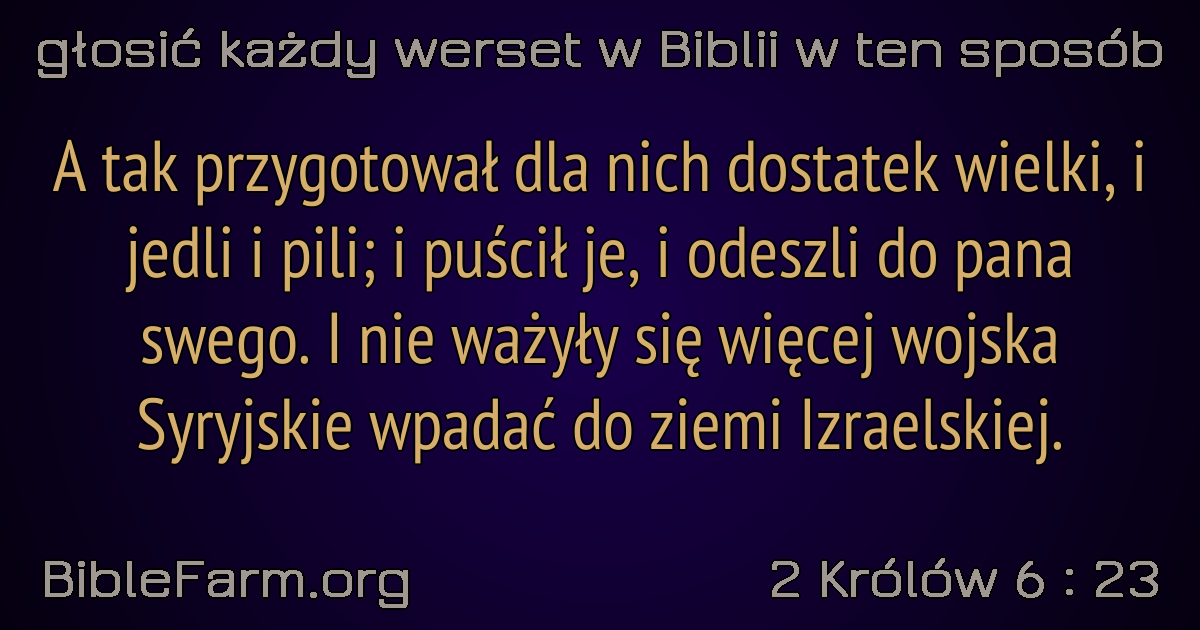 głosić każdy werset w Biblii w ten sposób
A tak przygotował dla nich dostatek wielki, i
jedli i pili; i puścił je, i odeszli do pana
swego. I nie ważyły się więcej wojska
Syryjskie wpadać do ziemi Izraelskiej.
BibleFarm.org
2 Królów 6 : 23